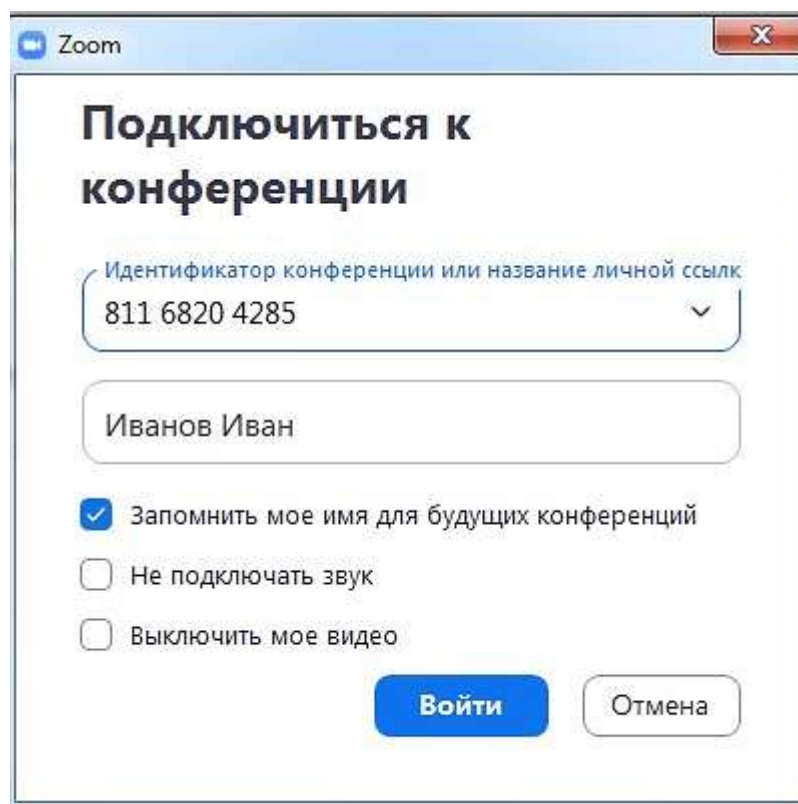 Zoom
Подключиться к
конференции
Идентификатор конференции или название личной ссылк
811 6820 4285
Иванов Иван
Запомнить мое имя для будущих конференций
Не подключать звук
Выключить мое видео
Войти Отмена